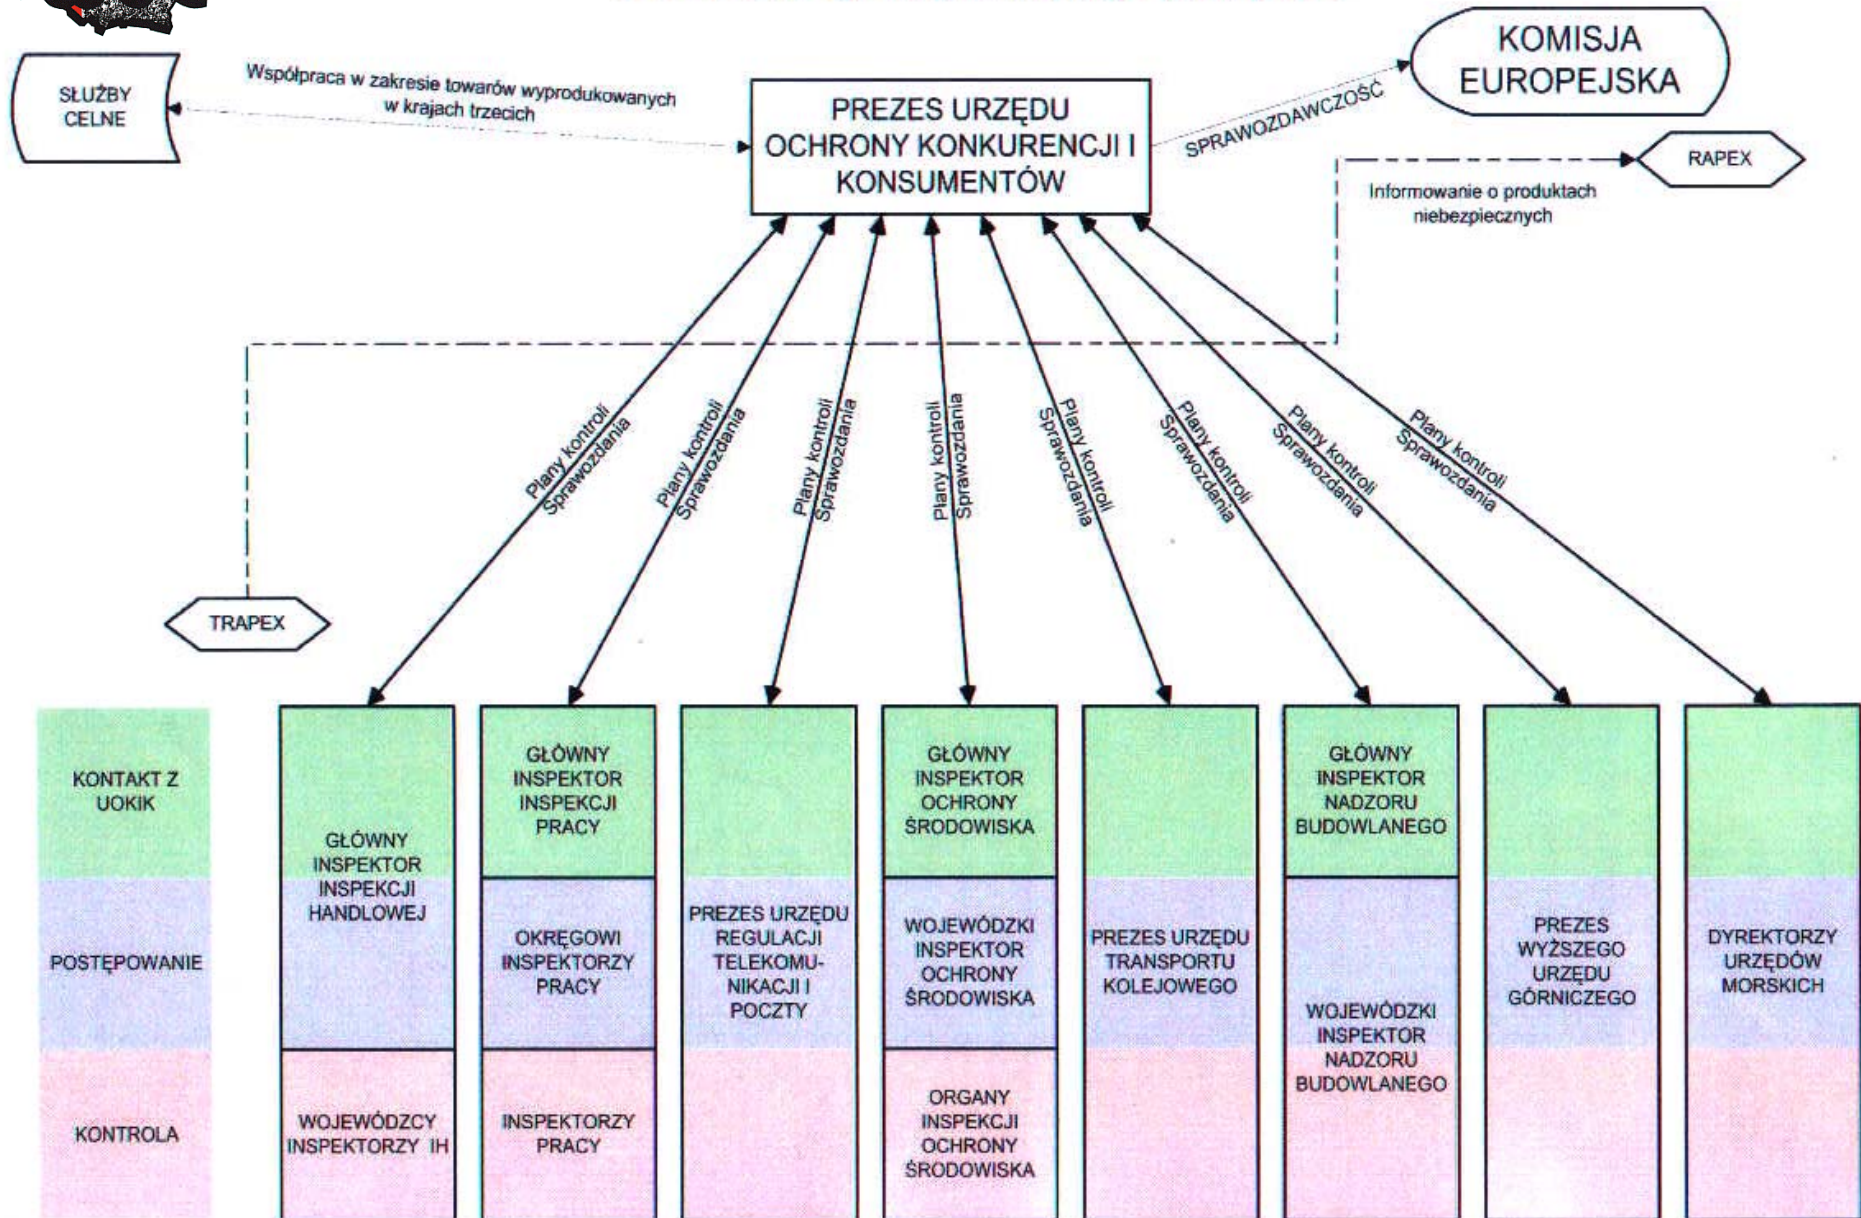 SŁUŻBY
CELNE
Współpraca w zakresie towarów wyprodukowanych
w krajach trzecich
PREZES URZĘDU
OCHRONY KONKURENCJI I
KONSUMENTÓW
SPRAWOZDAWCZOŚĆ
KOMISJA
EUROPEJSKA
RAPEX
Informowanie o produktach
niebezpiecznych
Plany kontroli
Sprawozdania
Plany kontroli
Sprawozdania
Plany kontroli
Sprawozdania
Plany kontroli
Sprawozdania
Plany kontroli
Sprawozdania
Plany kontroli
Sprawozdania
Plany kontroli
Sprawozdania
Plany kontroli
Sprawozdania
TRAPEX
KONTAKT Z
UOKIK
POSTĘPOWANIE
KONTROLA
GŁÓWNY
INSPEKTOR
INSPEKCJI
HANDLOWEJ
WOJEWÓDZCY
INSPEKTORZY IH
GŁÓWNY
INSPEKTOR
INSPEKCJI
PRACY
OKRĘGOWI
INSPEKTORZY
PRACY
INSPEKTORZY
PRACY
PREZES URZĘDU
REGULACJI
TELEKOMU-
NIKACJI I
POCZTY
GŁÓWNY
INSPEKTOR
OCHRONY
ŚRODOWISKA
WOJEWÓDZKI
INSPEKTOR
OCHRONY
ŚRODOWISKA
ORGANY
INSPEKCJI
OCHRONY
ŚRODOWISKA
PREZES URZĘDU
TRANSPORTU
KOLEJOWEGO
GŁÓWNY
INSPEKTOR
NADZORU
BUDOWLANEGO
WOJEWÓDZKI
INSPEKTOR
NADZORU
BUDOWLANEGO
PREZES
WYŻSZEGO
URZĘDU
GÓRNICZEGO
DYREKTORZY
URZĘDÓW
MORSKICH